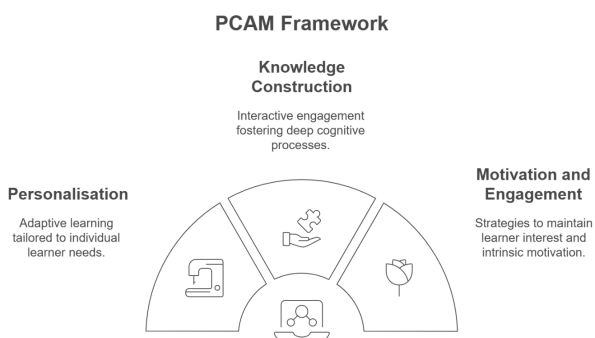 PCAM Framework
Knowledge
Construction
Interactive engagement
fostering deep cognitive
processes.
Personalisation
Adaptive learning
tailored to individual
learner needs.
Motivation and
Engagement
Strategies to maintain
learner interest and
intrinsic motivation.